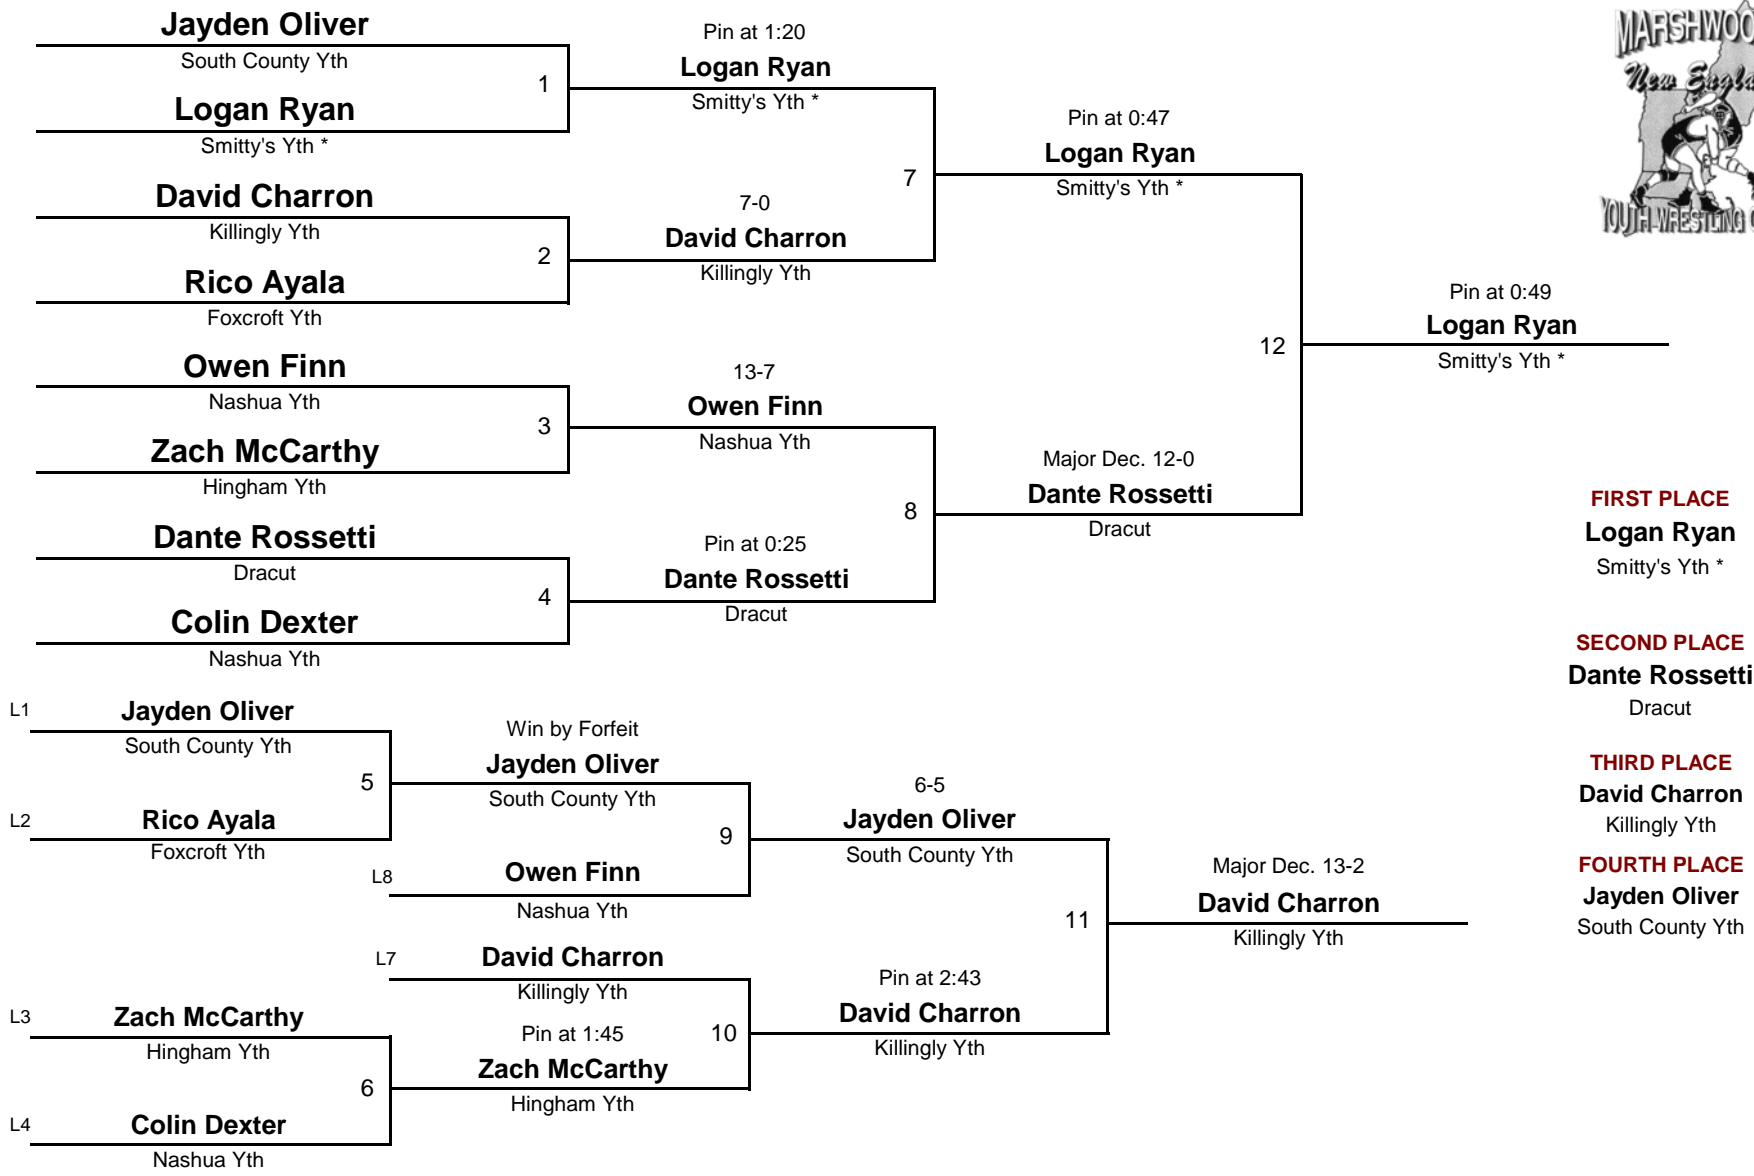 Jayden Oliver
South County Yth
1
Logan Ryan
Smitty's Yth *
David Charron
Killingly Yth
2
Rico Ayala
Foxcroft Yth
Owen Finn
Nashua Yth
3
Zach McCarthy
Hingham Yth
Dante Rossetti
Dracut
4
Colin Dexter
Nashua Yth
Pin at 1:20
Logan Ryan
Smitty's Yth *
7
7-0
David Charron
Killingly Yth
13-7
Owen Finn
Nashua Yth
8
Pin at 0:25
Dante Rossetti
Dracut
Pin at 0:47
Logan Ryan
Smitty's Yth *
12
Major Dec. 12-0
Dante Rossetti
Dracut
Pin at 0:49
Logan Ryan
Smitty's Yth *
L1
Jayden Oliver
South County Yth
5
L2
Rico Ayala
Foxcroft Yth
L3
Zach McCarthy
Hingham Yth
6
L4
Colin Dexter
Nashua Yth
Win by Forfeit
Jayden Oliver
South County Yth
9
L8
Owen Finn
Nashua Yth
L7
David Charron
Killingly Yth
10
Pin at 1:45
Zach McCarthy
Hingham Yth
6-5
Jayden Oliver
South County Yth
11
Pin at 2:43
David Charron
Killingly Yth
Major Dec. 13-2
David Charron
Killingly Yth
New
YOUTH WRESTLING
FIRST PLACE
Logan Ryan
Smitty's Yth *
SECOND PLACE
Dante Rossetti
Dracut
THIRD PLACE
David Charron
Killingly Yth
FOURTH PLACE
Jayden Oliver
South County Yth